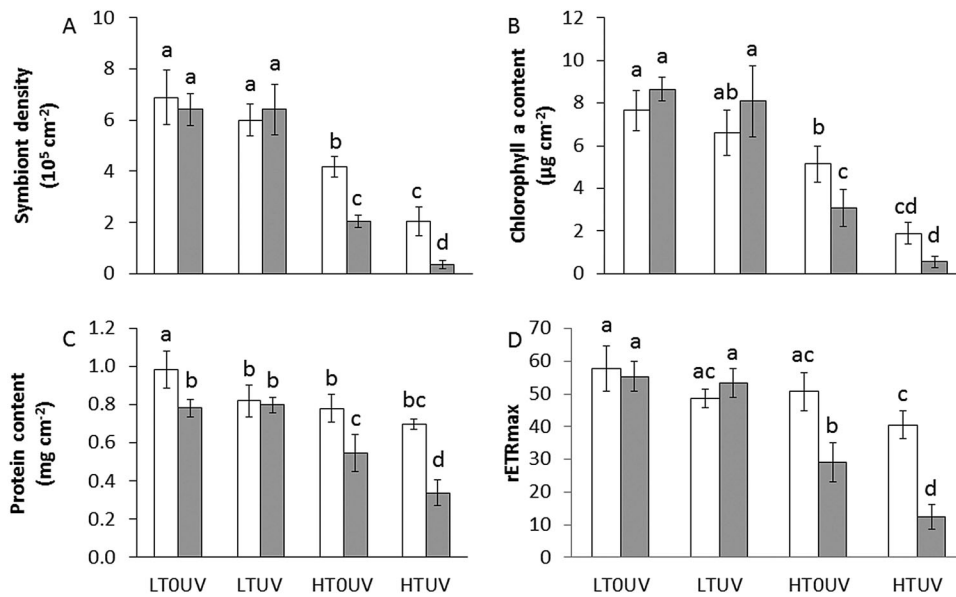 A
Symbiont density
(10⁵ cm⁻²)
8
6
4
2
0
a a a a b c c d
B
Chlorophyll a content
(µg cm⁻²)
12
10
8
6
4
2
0
a a ab a b c cd d
C
Protein content
(mg cm⁻²)
1.2
1.0
0.8
0.6
0.4
0.2
0.0
a b b b b c bc d
LT0UV LTUV HT0UV HTUV
D
rETRmax
70
60
50
40
30
20
10
0
a a ac a ac b c d
LT0UV LTUV HT0UV HTUV